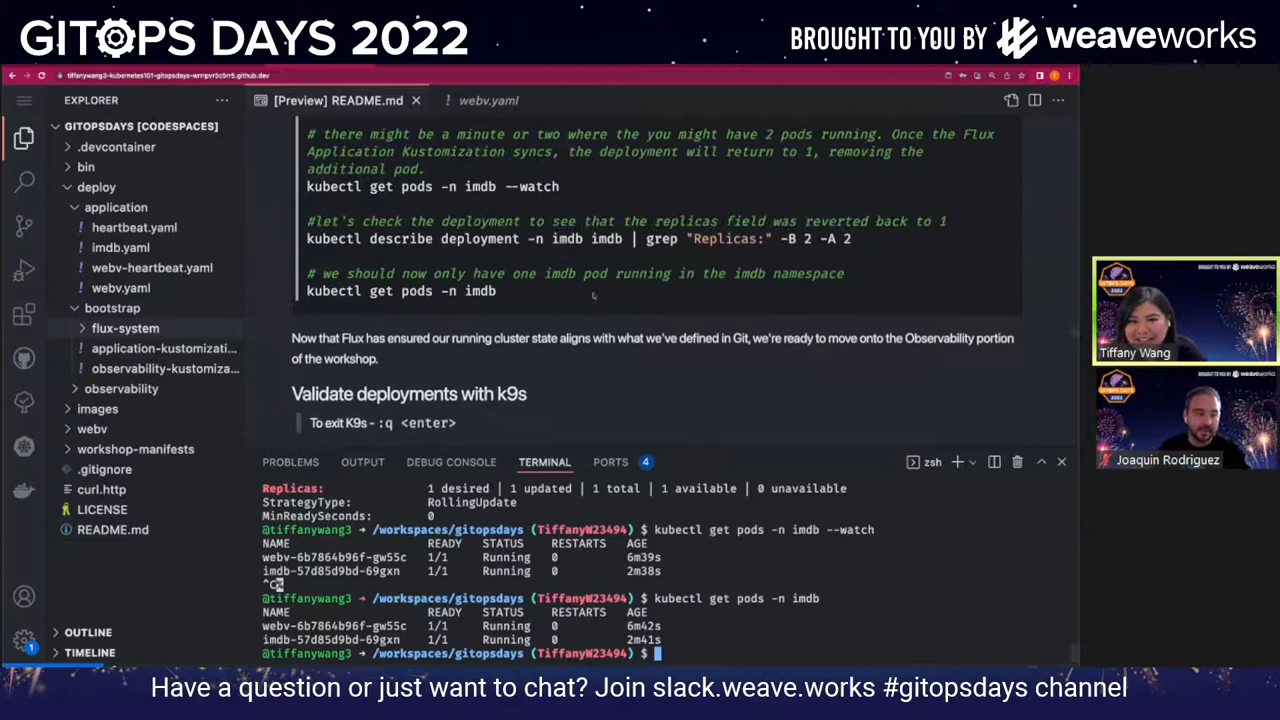 GITOPS DAYS 2022
BROUGHT TO YOU BY weaveworks
tiffanywang3-kubernetes101-gitopsdays-wrrpvr5c5rr5.github.dev
EXPLORER
[Preview] README.md
webv.yaml
GITOPSDAYS [CODESPACES]
.devcontainer
bin
deploy
application
heartbeat.yaml
imdb.yaml
webv-heartbeat.yaml
webv.yaml
bootstrap
flux-system
application-kustomizati...
observability-kustomiza...
observability
images
webv
workshop-manifests
.gitignore
curl.http
LICENSE
README.md
OUTLINE
TIMELINE
1
# there might be a minute or two where the you might have 2 pods running. Once the Flux
Application Kustomization syncs, the deployment will return to 1, removing the
additional pod.
kubectl get pods -n imdb --watch
#let's check the deployment to see that the replicas field was reverted back to 1
kubectl describe deployment -n imdb imdb | grep "Replicas:" -B 2 -A 2
# we should now only have one imdb pod running in the imdb namespace
kubectl get pods -n imdb
Now that Flux has ensured our running cluster state aligns with what we've defined in Git, we're ready to move onto the Observability portion
of the workshop.
Validate deployments with k9s
To exit K9s - :q <enter>
PROBLEMS OUTPUT DEBUG CONSOLE TERMINAL PORTS 4 zsh
Replicas: 1 desired | 1 updated | 1 total | 1 available | 0 unavailable
StrategyType: RollingUpdate
MinReadySeconds: 0
@tiffanywang3 → /workspaces/gitopsdays (TiffanyW23494) $ kubectl get pods -n imdb --watch
NAME READY STATUS RESTARTS AGE
webv-6b7864b96f-gw55c 1/1 Running 0 6m39s
imdb-57d85d9bd-69gxn 1/1 Running 0 2m38s
^C%
@tiffanywang3 → /workspaces/gitopsdays (TiffanyW23494) $ kubectl get pods -n imdb
NAME READY STATUS RESTARTS AGE
webv-6b7864b96f-gw55c 1/1 Running 0 6m42s
imdb-57d85d9bd-69gxn 1/1 Running 0 2m41s
@tiffanywang3 → /workspaces/gitopsdays (TiffanyW23494) $
Tiffany Wang
Joaquin Rodriguez
Have a question or just want to chat? Join slack.weave.works #gitopsdays channel